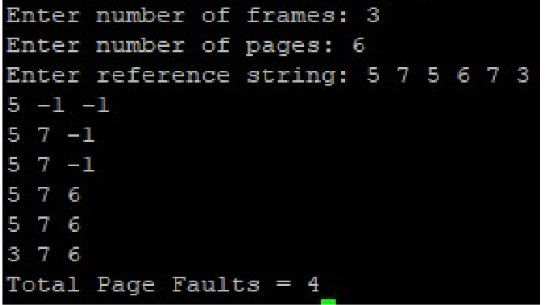 Enter number of frames: 3
Enter number of pages: 6
Enter reference string: 5 7 5 6 7 3
5 -1 -1
5 7 -1
5 7 -1
5 7 6
5 7 6
3 7 6
Total Page Faults = 4